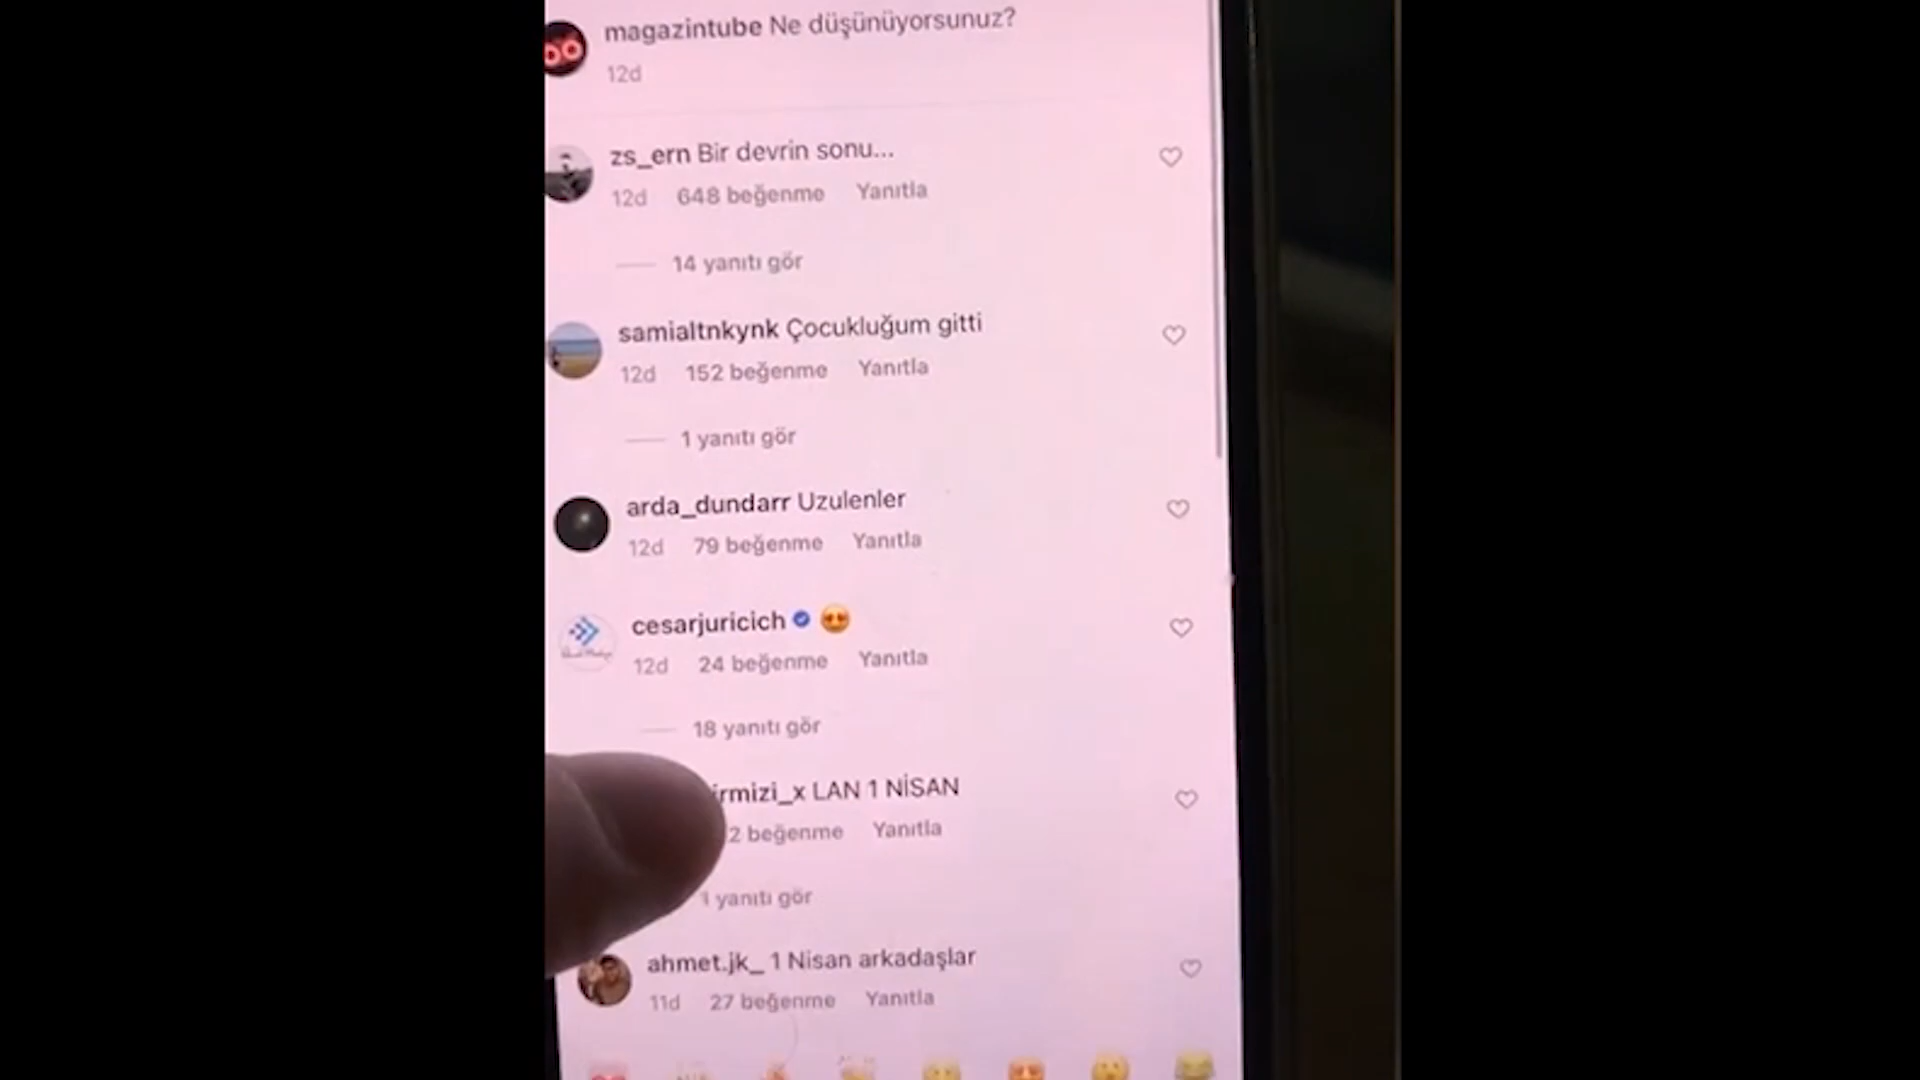 magazintube Ne düşünüyorsunuz?
12d
zs_ern Bir devrin sonu...
12d 648 beğenme Yanıtla
14 yanıtı gör
samialtnkynk Çocukluğum gitti
12d 152 beğenme Yanıtla
1 yanıtı gör
arda_dundarr Uzulenler
12d 79 beğenme Yanıtla
cesarjuricich
12d 24 beğenme Yanıtla
18 yanıtı gör
irmizi_x LAN 1 NİSAN
2 beğenme Yanıtla
1 yanıtı gör
ahmet.jk_ 1 Nisan arkadaşlar
11d 27 beğenme Yanıtla